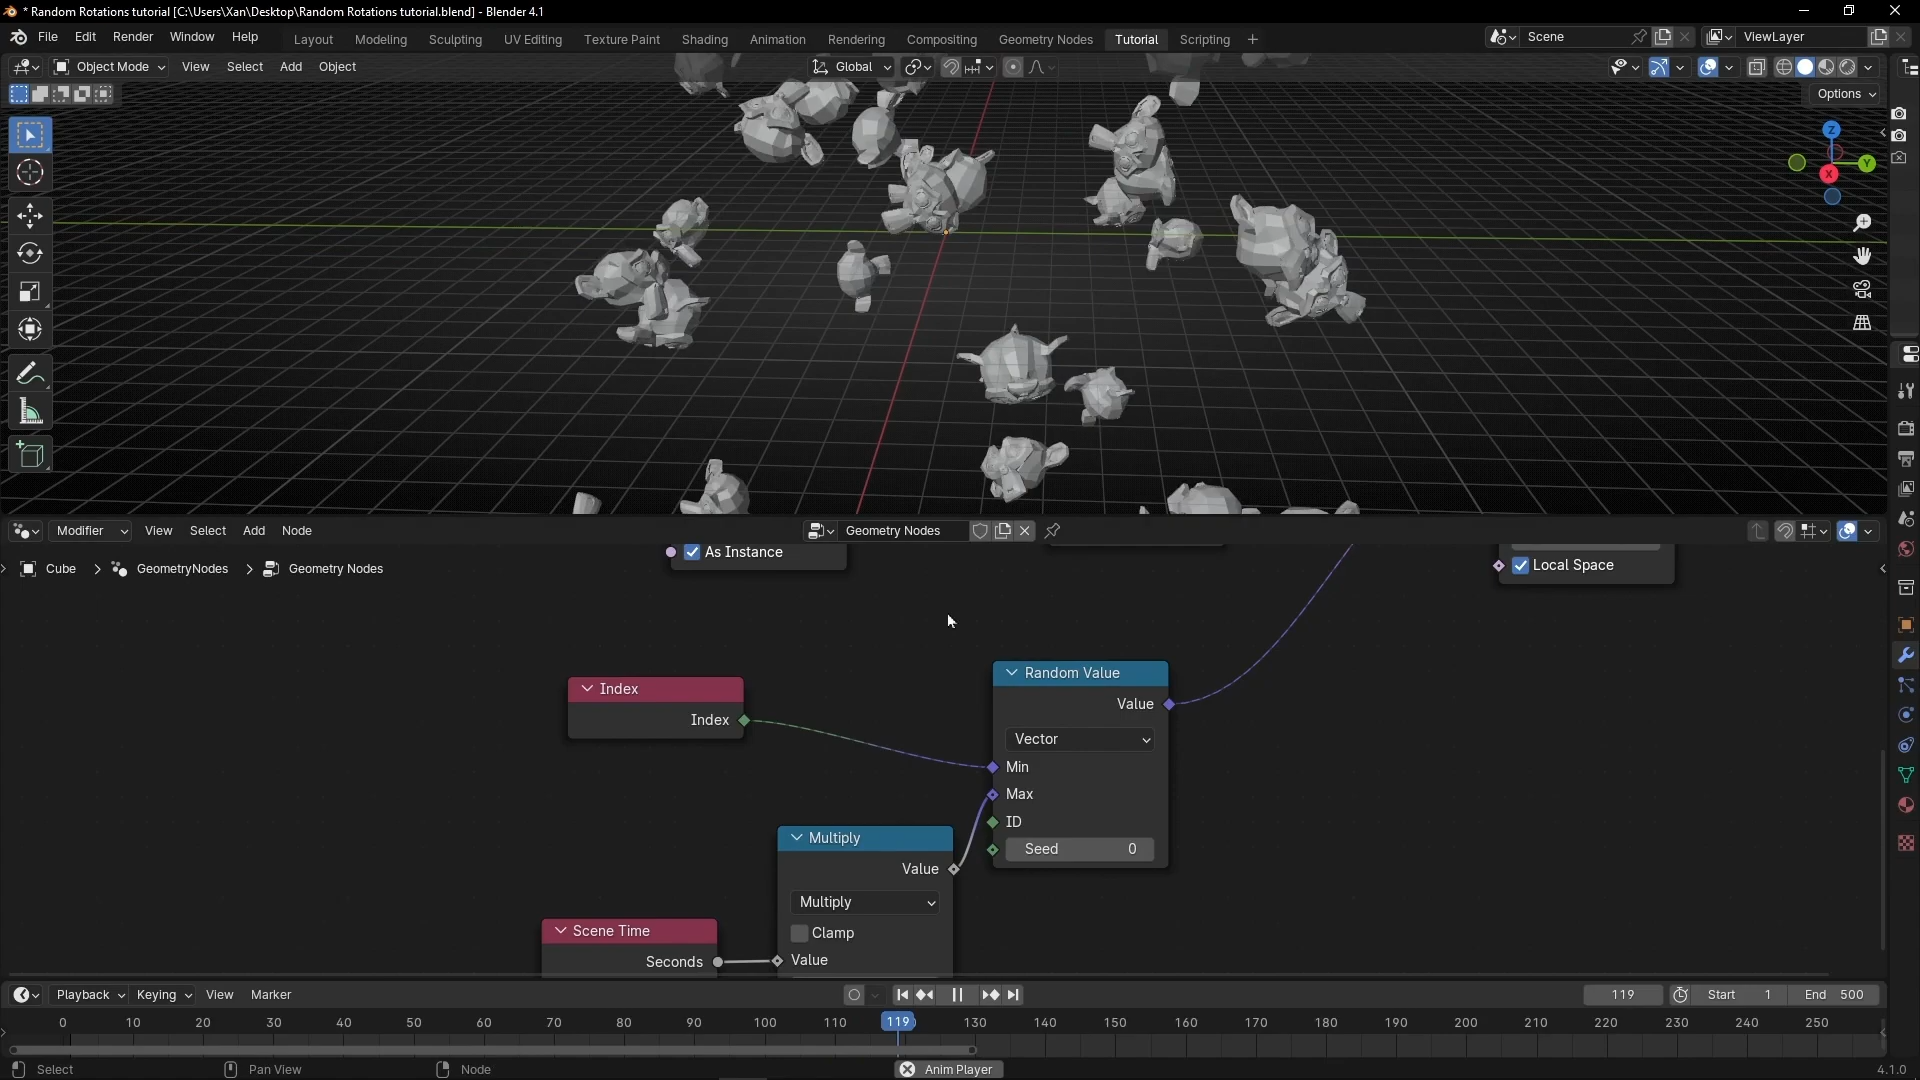 * Random Rotations tutorial [C:\Users\Xan\Desktop\Random Rotations tutorial.blend] - Blender 4.1
File Edit Render Window Help Layout Modeling Sculpting UV Editing Texture Paint Shading Animation Rendering Compositing Geometry Nodes Tutorial Scripting + Scene ViewLayer
Object Mode View Select Add Object Global
Options
Z
Y
X
Modifier View Select Add Node Geometry Nodes
As Instance
Cube > GeometryNodes > Geometry Nodes
Local Space
Random Value
Index
Value
Index
Vector
Min
Max
ID
Multiply
Seed 0
Value
Multiply
Scene Time
Clamp
Seconds
Value
Playback Keying View Marker 119 Start 1 End 500
0 10 20 30 40 50 60 70 80 90 100 110 119 130 140 150 160 170 180 190 200 210 220 230 240 250
Select Pan View Node Anim Player 4.1.0